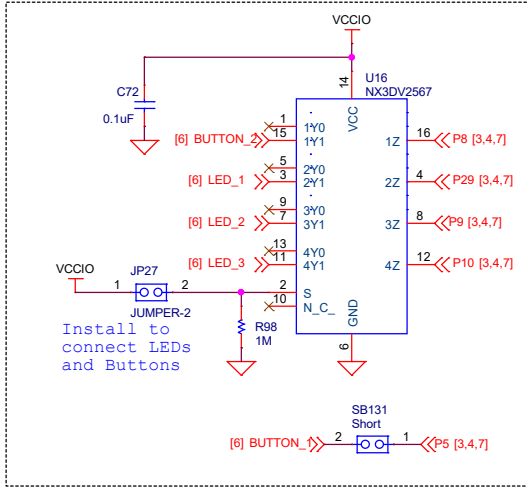 VCCIO
U16
NX3DV2567
C72
0.1uF
14
VCC
1 1Y0
[6] BUTTON_2 15 1Y1 1Z 16 P8 [3,4,7]
5 2Y0
[6] LED_1 3 2Y1 2Z 4 P29 [3,4,7]
9 3Y0
[6] LED_2 7 3Y1 3Z 8 P9 [3,4,7]
13 4Y0
[6] LED_3 11 4Y1 4Z 12 P10 [3,4,7]
VCCIO 1 JP27 2 2 S
10 N_C_
JUMPER-2
GND
6
R98
1M
Install to
connect LEDs
and Buttons
SB131
Short
[6] BUTTON_1 2 1 P5 [3,4,7]